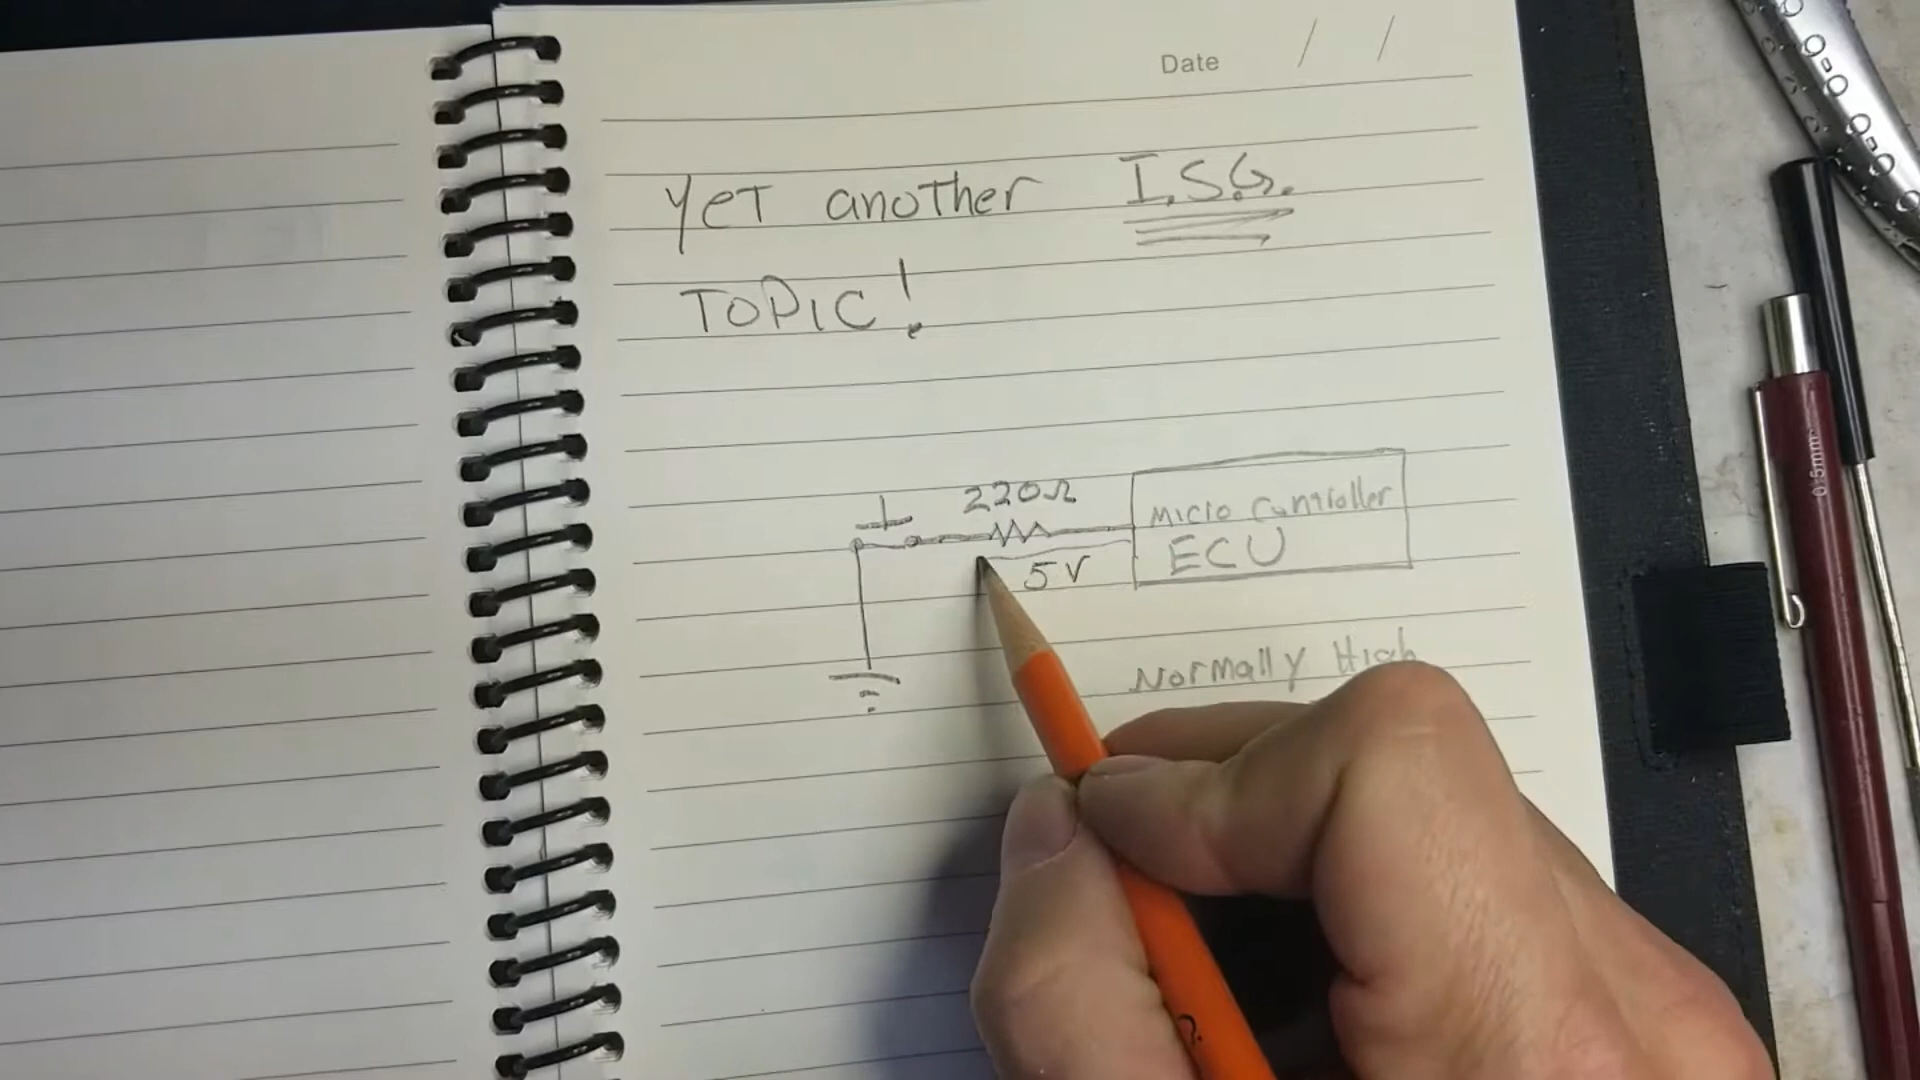 Date / /
Yet another I.S.G.
TOPIC!
220Ω
Micro Controller
ECU
5V
Normally High
0.5mm